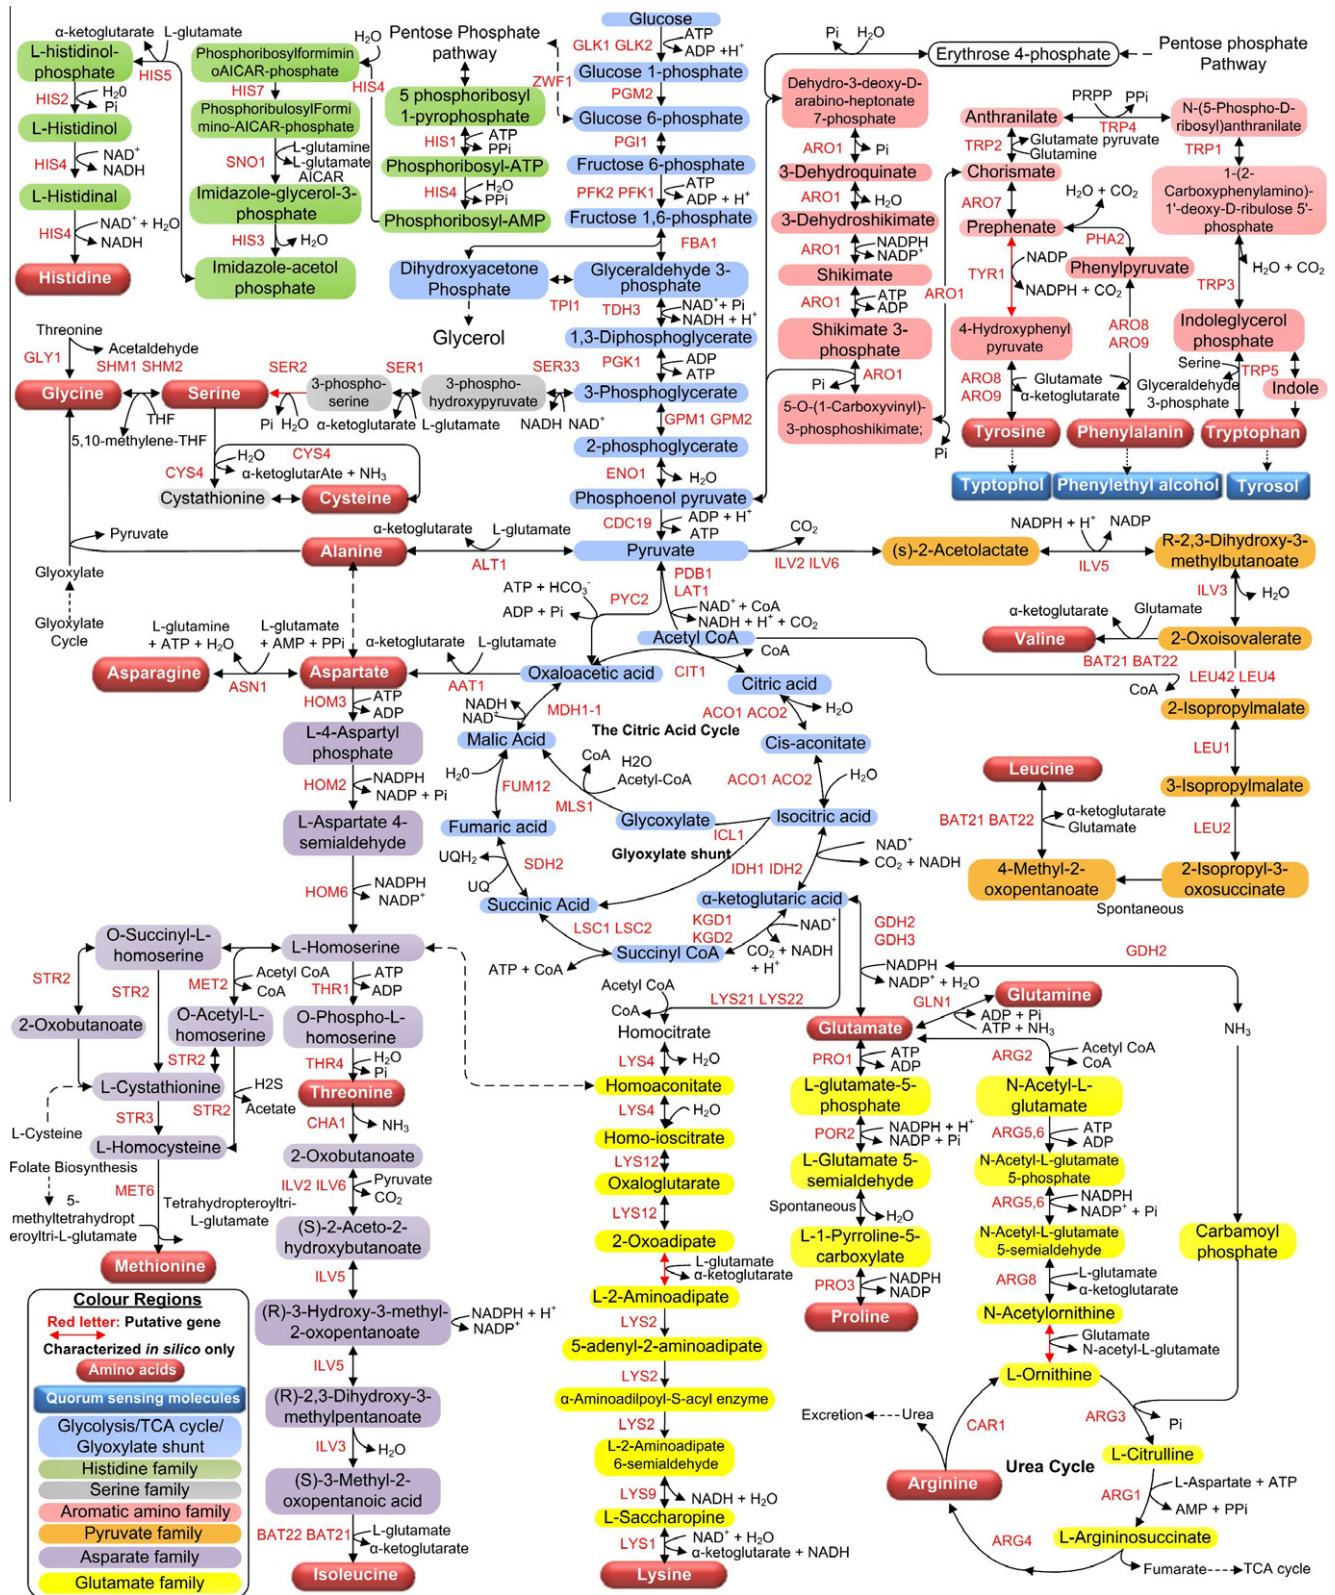 α-ketoglutarate
L-glutamate
L-histidinol-
phosphate
HIS5
HIS2
H₂0
Pi
L-Histidinol
HIS4
NAD⁺
NADH
L-Histidinal
HIS4
NAD⁺ + H₂O
NADH
Histidine
Phosphoribosylformimin
oAICAR-phosphate
H₂O
HIS4
HIS7
PhosphoribulosylFormi
mino-AICAR-phosphate
SNO1
L-glutamine
L-glutamate
AICAR
Imidazole-glycerol-3-
phosphate
HIS3
H₂O
Imidazole-acetol
phosphate
Pentose Phosphate
pathway
ZWF1
5 phosphoribosyl
1-pyrophosphate
HIS1
ATP
PPi
Phosphoribosyl-ATP
HIS4
H₂O
PPi
Phosphoribosyl-AMP
Glucose
GLK1 GLK2
ATP
ADP +H⁺
Glucose 1-phosphate
PGM2
Glucose 6-phosphate
PGI1
Fructose 6-phosphate
PFK2 PFK1
ATP
ADP + H⁺
Fructose 1,6-phosphate
FBA1
Dihydroxyacetone
Phosphate
Glycerol
TPI1
Glyceraldehyde 3-
phosphate
TDH3
NAD⁺+ Pi
NADH + H⁺
1,3-Diphosphoglycerate
PGK1
ADP
ATP
3-Phosphoglycerate
GPM1 GPM2
2-phosphoglycerate
ENO1
H₂O
Phosphoenol pyruvate
CDC19
ADP + H⁺
ATP
Pyruvate
Pi
H₂O
Erythrose 4-phosphate
Pentose phosphate
Pathway
Dehydro-3-deoxy-D-
arabino-heptonate
7-phosphate
ARO1
Pi
3-Dehydroquinate
ARO1
H₂O
3-Dehydroshikimate
ARO1
NADPH
NADP⁺
Shikimate
ARO1
ATP
ADP
Shikimate 3-
phosphate
ARO1
Pi
5-O-(1-Carboxyvinyl)-
3-phosphoshikimate;
Pi
ARO1
PRPP
PPi
Anthranilate
TRP4
N-(5-Phospho-D-
ribosyl)anthranilate
TRP2
Glutamate pyruvate
Glutamine
TRP1
Chorismate
ARO7
H₂O + CO₂
Prephenate
PHA2
TYR1
NADP
NADPH + CO₂
Phenylpyruvate
1-(2-
Carboxyphenylamino)-
1'-deoxy-D-ribulose 5'-
phosphate
H₂O + CO₂
TRP3
4-Hydroxyphenyl
pyruvate
ARO8
ARO9
Indoleglycerol
phosphate
ARO8
ARO9
Glutamate
α-ketoglutarate
Serine
Glyceraldehyde
3-phosphate
TRP5
Indole
Tyrosine
Phenylalanin
Tryptophan
Typtophol
Phenylethyl alcohol
Tyrosol
Threonine
Acetaldehyde
GLY1
SHM1 SHM2
Glycine
Serine
THF
5,10-methylene-THF
SER2
Pi H₂O
3-phospho-
serine
SER1
α-ketoglutarate
L-glutamate
3-phospho-
hydroxypyruvate
SER33
NADH NAD⁺
CYS4
H₂O
α-ketoglutarAte + NH₃
CYS4
Cystathionine
Cysteine
Pyruvate
Glyoxylate
Glyoxylate
Cycle
Alanine
α-ketoglutarate
L-glutamate
ALT1
CO₂
ILV2 ILV6
(s)-2-Acetolactate
NADPH + H⁺
NADP
ILV5
R-2,3-Dihydroxy-3-
methylbutanoate
ILV3
H₂O
α-ketoglutarate
Glutamate
Valine
2-Oxoisovalerate
BAT21 BAT22
LEU42 LEU4
CoA
2-Isopropylmalate
LEU1
3-Isopropylmalate
LEU2
2-Isopropyl-3-
oxosuccinate
Spontaneous
4-Methyl-2-
oxopentanoate
BAT21 BAT22
α-ketoglutarate
Glutamate
Leucine
PDB1
LAT1
ATP + HCO₃⁻
ADP + Pi
PYC2
NAD⁺ + CoA
NADH + H⁺ + CO₂
Acetyl CoA
CoA
Oxaloacetic acid
CIT1
Citric acid
The Citric Acid Cycle
ACO1 ACO2
H₂O
Cis-aconitate
ACO1 ACO2
H₂O
Isocitric acid
IDH1 IDH2
NAD⁺
CO₂ + NADH
α-ketoglutaric acid
KGD1
KGD2
NAD⁺
CO₂ + NADH
+ H⁺
Succinyl CoA
LSC1 LSC2
ATP + CoA
Succinic Acid
SDH2
UQH₂
UQ
Fumaric acid
FUM12
H₂0
Malic Acid
MDH1-1
NADH
NAD⁺
CoA
H2O
Acetyl-CoA
MLS1
Glycoxylate
ICL1
Glyoxylate shunt
L-glutamine
+ ATP + H₂O
L-glutamate
+ AMP + PPi
Asparagine
ASN1
Aspartate
α-ketoglutarate
L-glutamate
AAT1
HOM3
ATP
ADP
L-4-Aspartyl
phosphate
HOM2
NADPH
NADP + Pi
L-Aspartate 4-
semialdehyde
HOM6
NADPH
NADP⁺
L-Homoserine
O-Succinyl-L-
homoserine
STR2
STR2
MET2
Acetyl CoA
CoA
2-Oxobutanoate
O-Acetyl-L-
homoserine
STR2
L-Cystathionine
STR2
H2S
Acetate
STR3
L-Cysteine
L-Homocysteine
Folate Biosynthesis
MET6
5-
methyltetrahydropt
eroyltri-L-glutamate
Tetrahydropteroyltri-
L-glutamate
Methionine
THR1
ATP
ADP
O-Phospho-L-
homoserine
THR4
H₂O
Pi
Threonine
CHA1
NH₃
2-Oxobutanoate
ILV2 ILV6
Pyruvate
CO₂
(S)-2-Aceto-2-
hydroxybutanoate
ILV5
(R)-3-Hydroxy-3-methyl-
2-oxopentanoate
NADPH + H⁺
NADP⁺
ILV5
(R)-2,3-Dihydroxy-3-
methylpentanoate
ILV3
H₂O
(S)-3-Methyl-2-
oxopentanoic acid
BAT22 BAT21
L-glutamate
α-ketoglutarate
Isoleucine
Acetyl CoA
CoA
LYS21 LYS22
Homocitrate
LYS4
H₂O
Homoaconitate
LYS4
H₂O
Homo-ioscitrate
LYS12
Oxaloglutarate
LYS12
2-Oxoadipate
L-glutamate
α-ketoglutarate
L-2-Aminoadipate
LYS2
5-adenyl-2-aminoadipate
LYS2
α-Aminoadilpoyl-S-acyl enzyme
LYS2
L-2-Aminoadipate
6-semialdehyde
LYS9
NADH + H₂O
L-Saccharopine
LYS1
NAD⁺ + H₂O
α-ketoglutarate + NADH
Lysine
GDH2
GDH3
NADPH
NADP⁺ + H₂O
GDH2
Glutamate
GLN1
Glutamine
ADP + Pi
ATP + NH₃
NH₃
PRO1
ATP
ADP
L-glutamate-5-
phosphate
POR2
NADPH + H⁺
NADP + Pi
L-Glutamate 5-
semialdehyde
Spontaneous
H₂O
L-1-Pyrroline-5-
carboxylate
PRO3
NADPH
NADP
Proline
ARG2
Acetyl CoA
CoA
N-Acetyl-L-
glutamate
ARG5,6
ATP
ADP
N-Acetyl-L-glutamate
5-phosphate
ARG5,6
NADPH
NADP⁺ + Pi
N-Acetyl-L-glutamate
5-semialdehyde
ARG8
L-glutamate
α-ketoglutarate
N-Acetylornithine
Glutamate
N-acetyl-L-glutamate
L-Ornithine
Carbamoyl
phosphate
ARG3
Pi
L-Citrulline
ARG1
L-Aspartate + ATP
AMP + PPi
L-Argininosuccinate
Fumarate
TCA cycle
ARG4
Arginine
CAR1
Urea
Excretion
Urea Cycle
Colour Regions
Red letter: Putative gene
Characterized in silico only
Amino acids
Quorum sensing molecules
Glycolysis/TCA cycle/
Glyoxylate shunt
Histidine family
Serine family
Aromatic amino family
Pyruvate family
Asparate family
Glutamate family